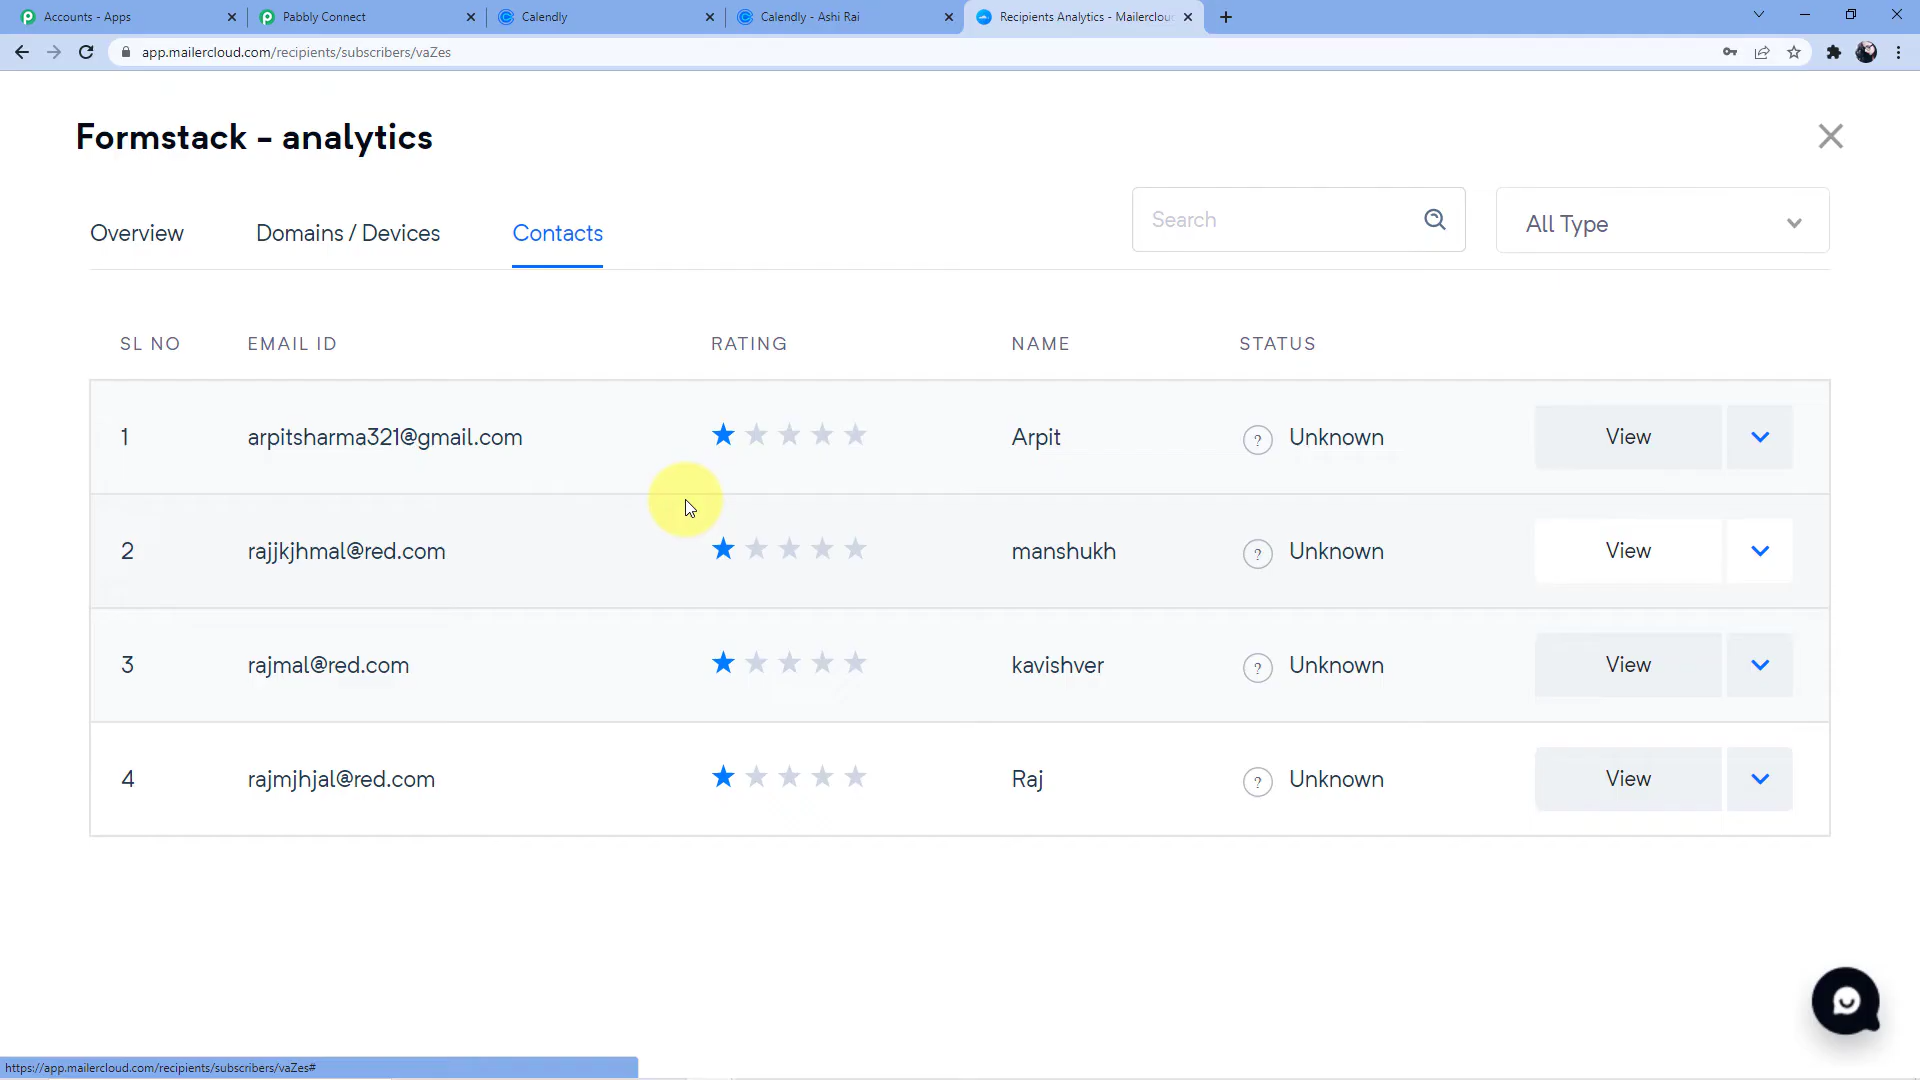 Accounts - Apps
Pabbly Connect
Calendly
Calendly - Ashi Rai
Recipients Analytics - Mailerclou
app.mailercloud.com/recipients/subscribers/vaZes
Formstack - analytics
Overview
Domains / Devices
Contacts
Search
All Type
SL NO
EMAIL ID
RATING
NAME
STATUS
1 arpitsharma321@gmail.com Arpit ? Unknown View
2 rajjkjhmal@red.com manshukh ? Unknown View
3 rajmal@red.com kavishver ? Unknown View
4 rajmjhjal@red.com Raj ? Unknown View
https://app.mailercloud.com/recipients/subscribers/vaZes#